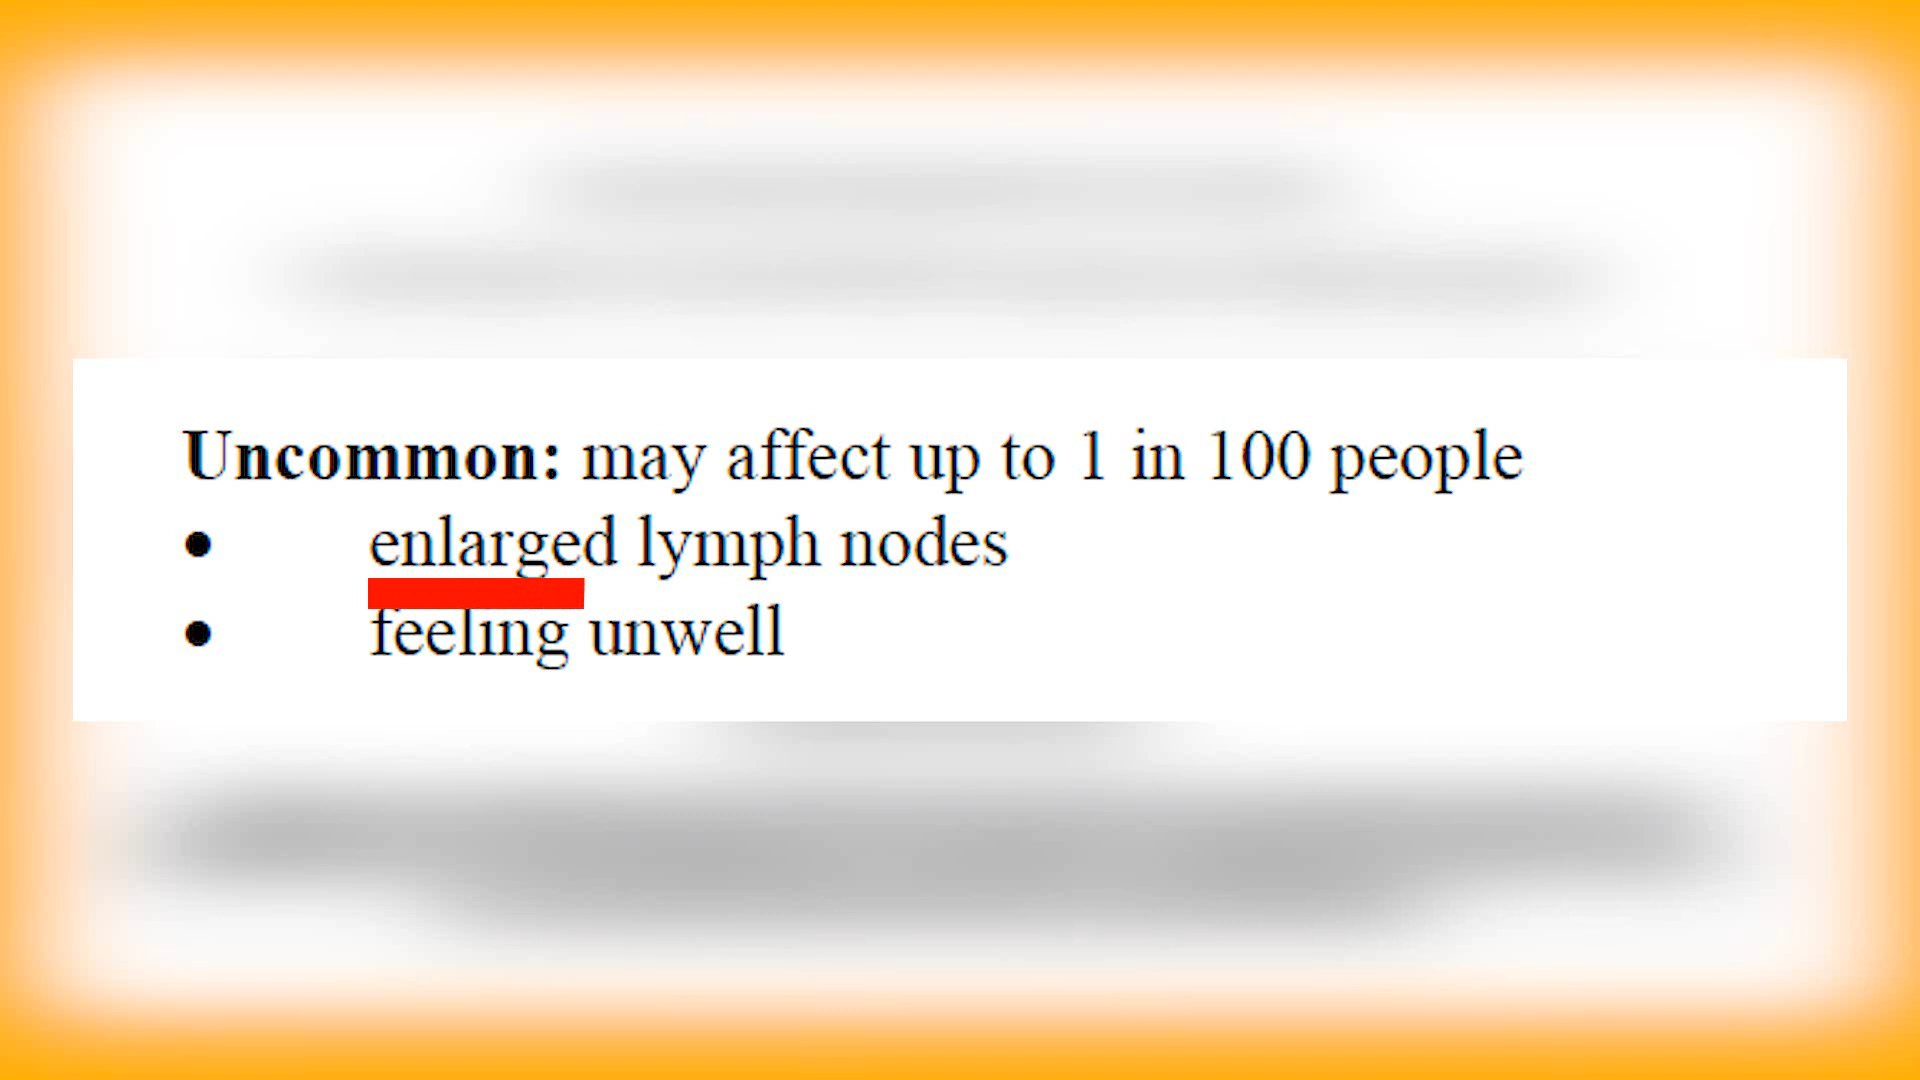 Uncommon: may affect up to 1 in 100 people
• enlarged lymph nodes
• feeling unwell